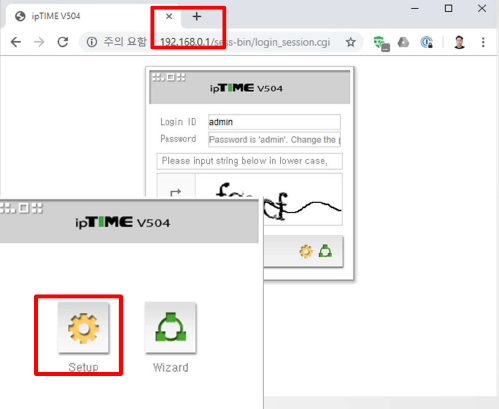 ipTIME V504
주의 요함
192.168.0.1/sess-bin/login_session.cgi
ipTIME V504
Login ID
admin
Password
Password is 'admin'. Change the
Please input string below in lower case,
ipTIME V504
Setup
Wizard